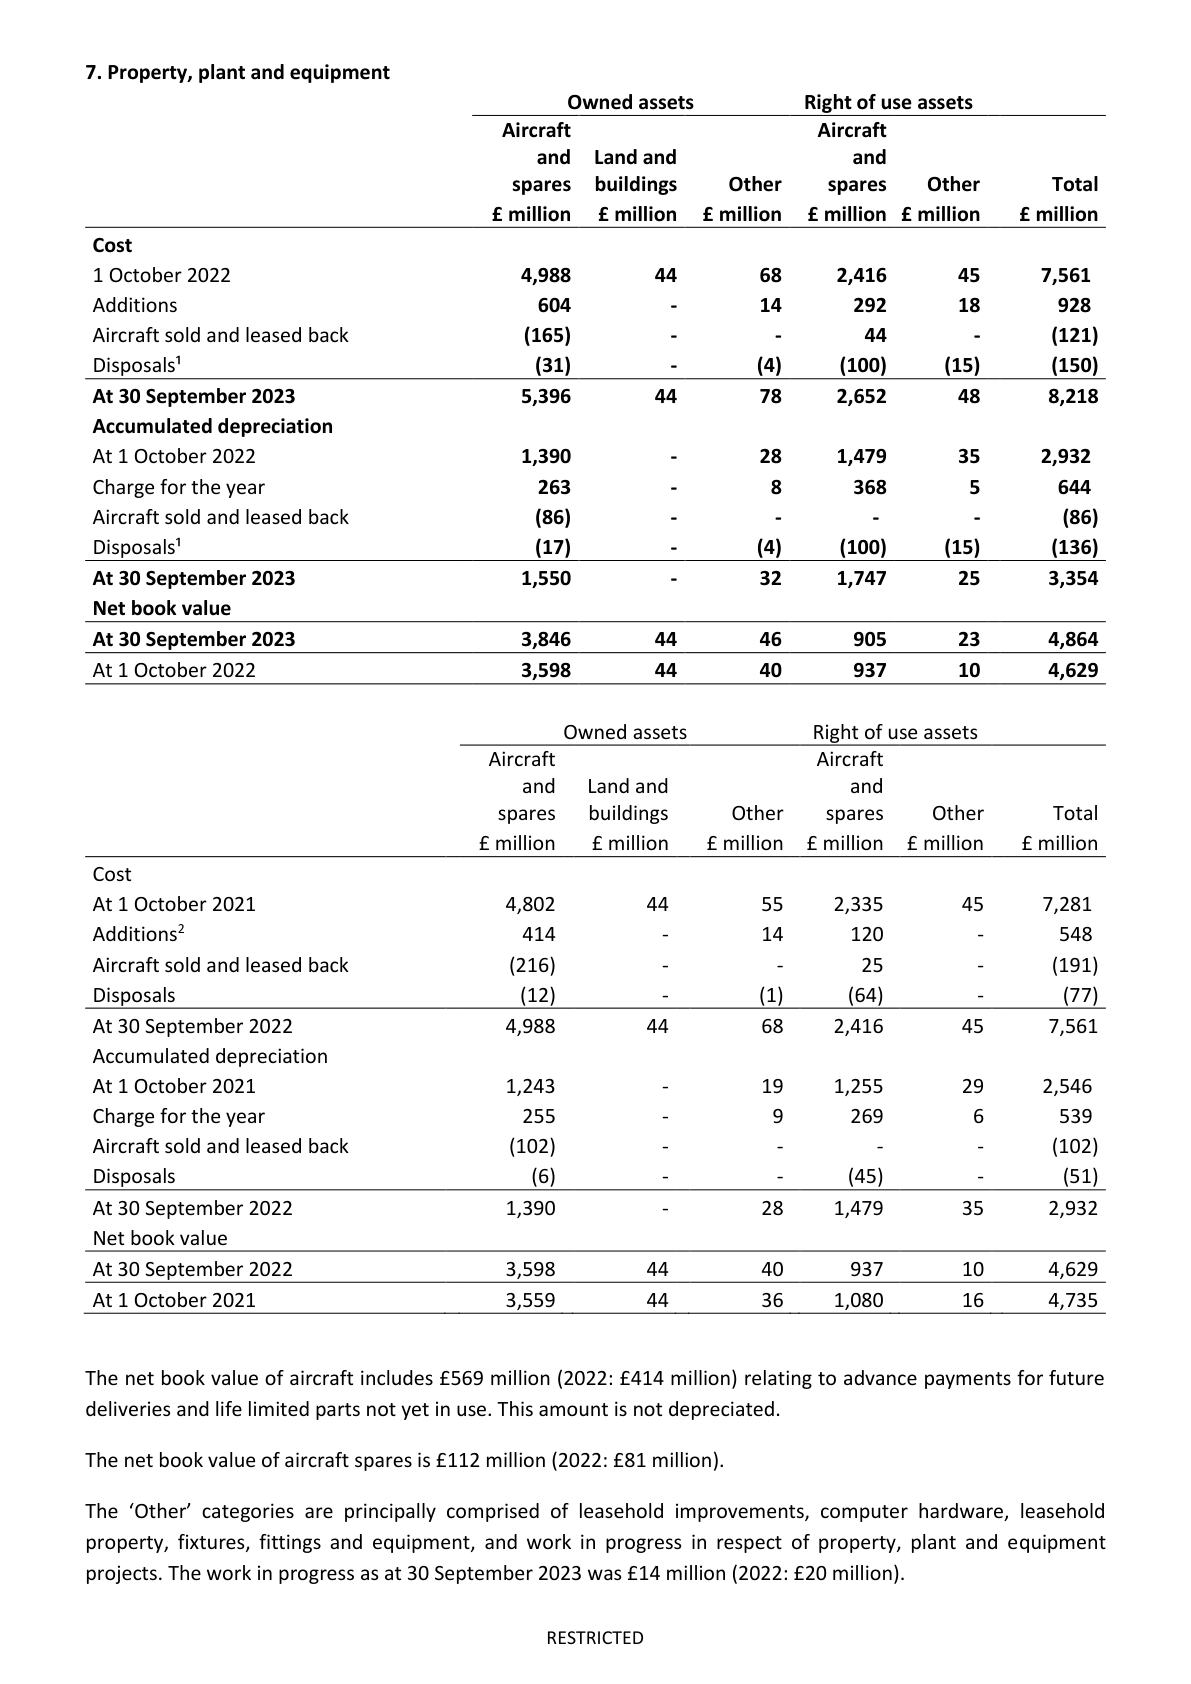 7. Property, plant and equipment
Owned assets Right of use assets
Aircraft Aircraft
and Land and and
spares buildings Other spares Other Total
£ million £ million £ million £ million £ million £ million
Cost
1 October 2022 4,988 44 68 2,416 45 7,561
Additions 604 - 14 292 18 928
Aircraft sold and leased back (165) - - 44 - (121)
Disposals¹ (31) - (4) (100) (15) (150)
At 30 September 2023 5,396 44 78 2,652 48 8,218
Accumulated depreciation
At 1 October 2022 1,390 - 28 1,479 35 2,932
Charge for the year 263 - 8 368 5 644
Aircraft sold and leased back (86) - - - - (86)
Disposals¹ (17) - (4) (100) (15) (136)
At 30 September 2023 1,550 - 32 1,747 25 3,354
Net book value
At 30 September 2023 3,846 44 46 905 23 4,864
At 1 October 2022 3,598 44 40 937 10 4,629
Owned assets Right of use assets
Aircraft Aircraft
and Land and and
spares buildings Other spares Other Total
£ million £ million £ million £ million £ million £ million
Cost
At 1 October 2021 4,802 44 55 2,335 45 7,281
Additions² 414 - 14 120 - 548
Aircraft sold and leased back (216) - - 25 - (191)
Disposals (12) - (1) (64) - (77)
At 30 September 2022 4,988 44 68 2,416 45 7,561
Accumulated depreciation
At 1 October 2021 1,243 - 19 1,255 29 2,546
Charge for the year 255 - 9 269 6 539
Aircraft sold and leased back (102) - - - - (102)
Disposals (6) - - (45) - (51)
At 30 September 2022 1,390 - 28 1,479 35 2,932
Net book value
At 30 September 2022 3,598 44 40 937 10 4,629
At 1 October 2021 3,559 44 36 1,080 16 4,735
The net book value of aircraft includes £569 million (2022: £414 million) relating to advance payments for future
deliveries and life limited parts not yet in use. This amount is not depreciated.
The net book value of aircraft spares is £112 million (2022: £81 million).
The ‘Other’ categories are principally comprised of leasehold improvements, computer hardware, leasehold
property, fixtures, fittings and equipment, and work in progress in respect of property, plant and equipment
projects. The work in progress as at 30 September 2023 was £14 million (2022: £20 million).
RESTRICTED